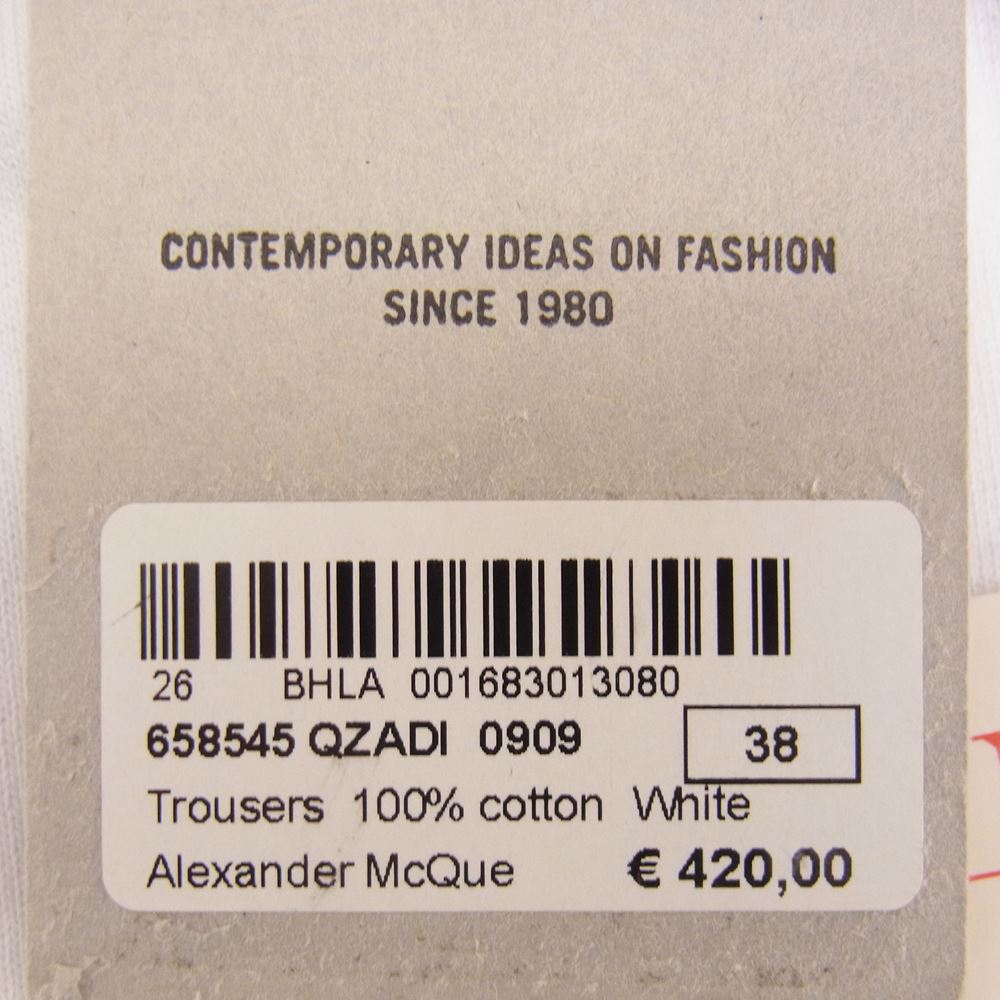 CONTEMPORARY IDEAS ON FASHION
SINCE 1980
26 BHLA 001683013080
658545 QZADI 0909 38
Trousers 100% cotton White
Alexander McQue € 420,00